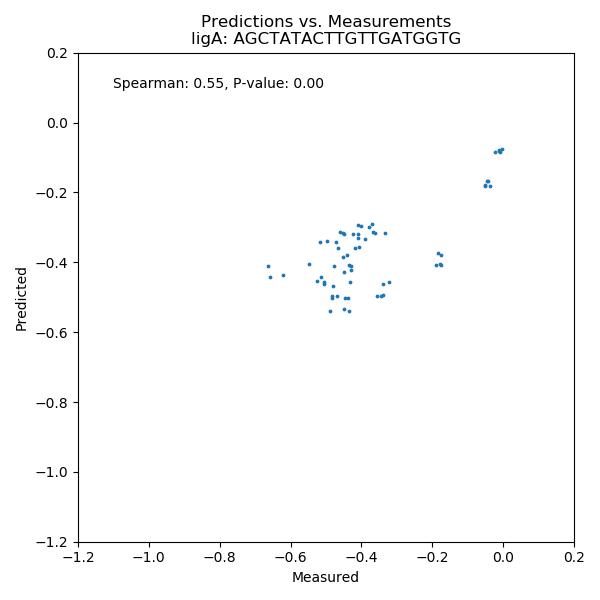 Predictions vs. Measurements
ligA: AGCTATACTTGTTGATGGTG
Spearman: 0.55, P-value: 0.00
0.2
0.0
−0.2
−0.4
−0.6
−0.8
−1.0
−1.2
Predicted
−1.2 −1.0 −0.8 −0.6 −0.4 −0.2 0.0 0.2
Measured